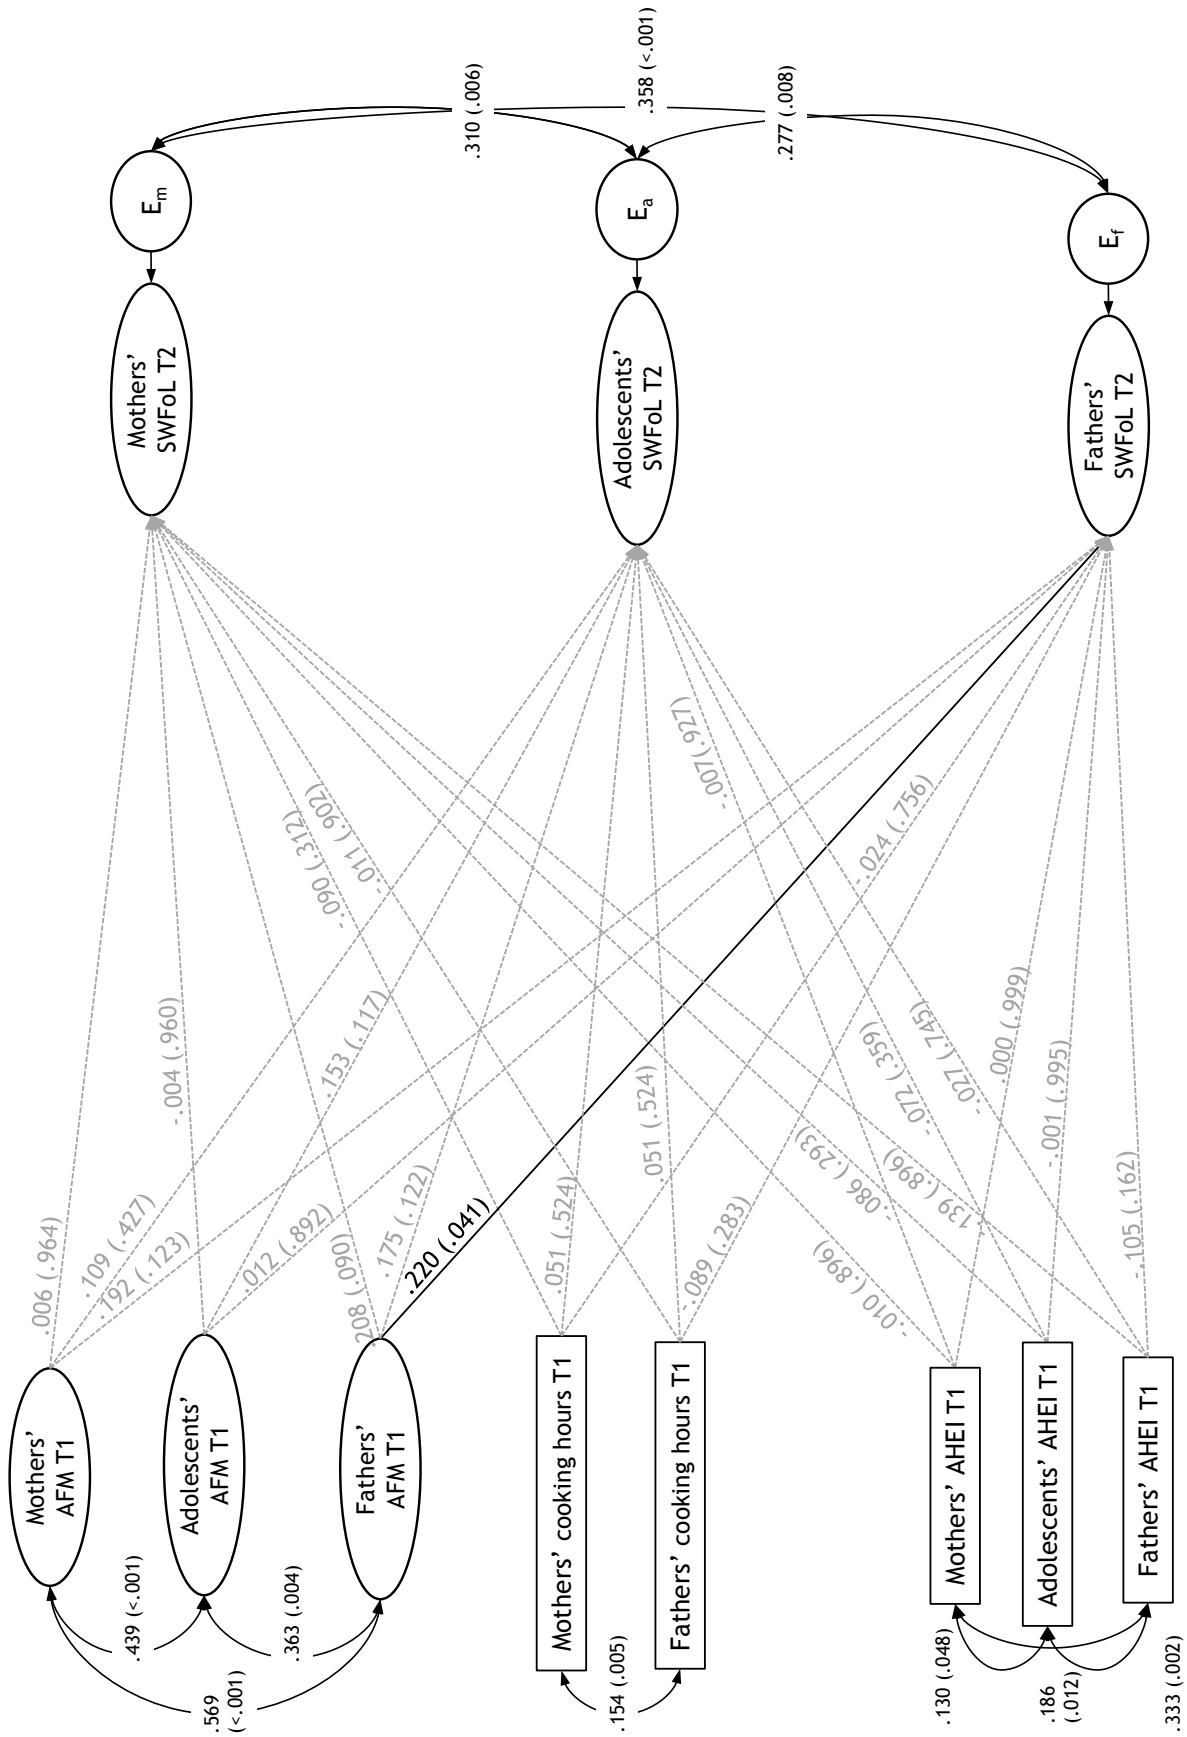 Mothers’
AFM T1
Adolescents’
AFM T1
Fathers’
AFM T1
Mothers’ cooking hours T1
Fathers’ cooking hours T1
Mothers’ AHEI T1
Adolescents’ AHEI T1
Fathers’ AHEI T1
.439 (<.001)
.363 (.004)
.569
(<.001)
.154 (.005)
.130 (.048)
.186
(.012)
.333 (.002)
.006 (.964)
.109 (.427)
.192 (.123)
-.004 (.960)
.153 (.117)
.012 (.892)
.208 (.090)
.175 (.122)
.220 (.041)
-.090 (.312)
.051 (.524)
-.024 (.756)
-.011 (.902)
.051 (.524)
-.089 (.283)
-.010 (.896)
-.007(.927)
.000 (.999)
-.086 (.293)
-.072 (.359)
-.001 (.995)
-.139 (.896)
-.027 (.745)
-.105 (.162)
Mothers’
SWFoL T2
Adolescents’
SWFoL T2
Fathers’
SWFoL T2
Em
Ea
Ef
.310 (.006)
.358 (<.001)
.277 (.008)